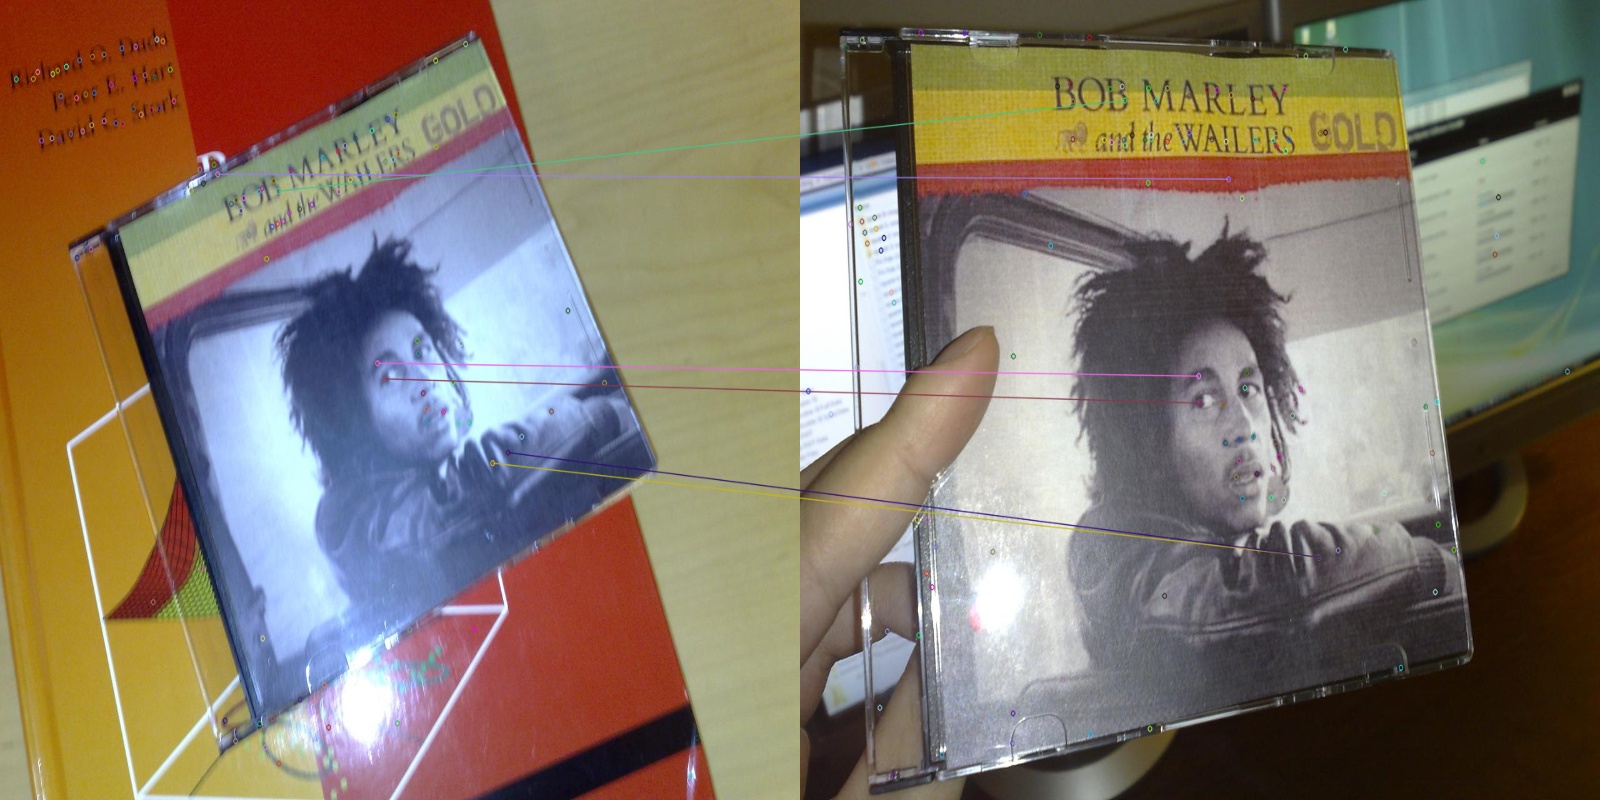 Richard O. Duda
Peter E. Hart
David G. Stork
BOB MARLEY
and the WAILERS
GOLD
BOB MARLEY
and the WAILERS
GOLD